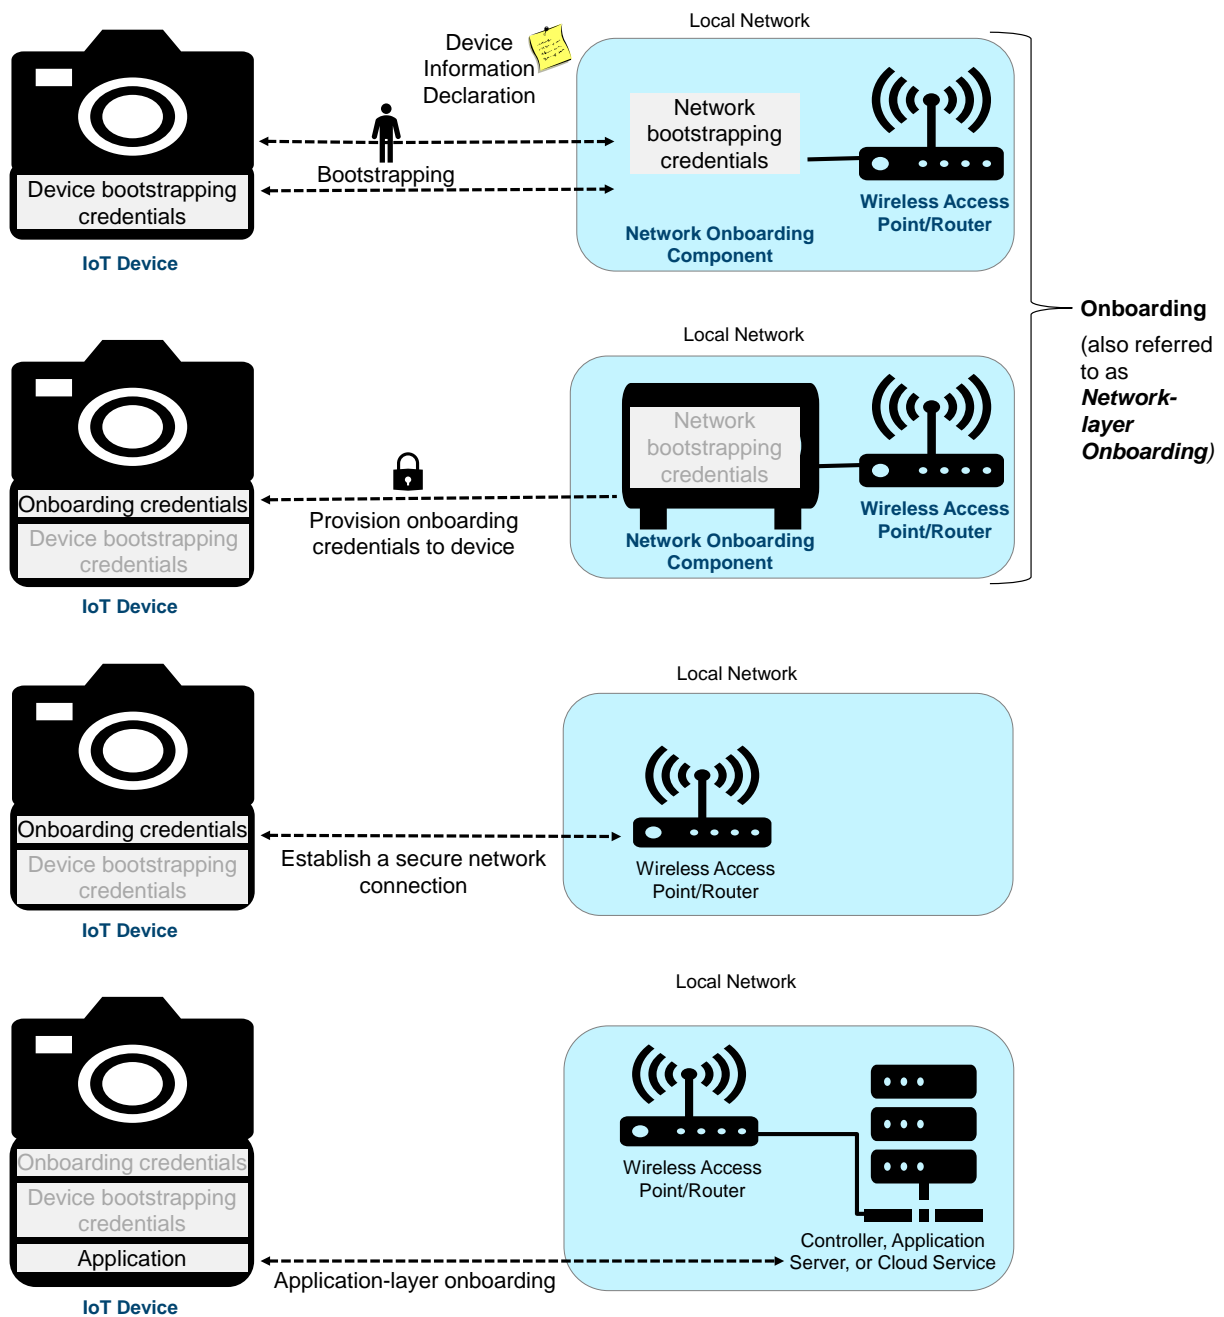 Local Network
Device
Information
Declaration
Network
bootstrapping
credentials
Bootstrapping
Device bootstrapping
credentials
Wireless Access
Point/Router
Network Onboarding
Component
IoT Device
Onboarding
(also referred
to as
Network-
layer
Onboarding)
Local Network
Network
bootstrapping
credentials
Onboarding credentials
Device bootstrapping
credentials
Provision onboarding
credentials to device
Wireless Access
Point/Router
Network Onboarding
Component
IoT Device
Local Network
Onboarding credentials
Device bootstrapping
credentials
Establish a secure network
connection
Wireless Access
Point/Router
IoT Device
Local Network
Onboarding credentials
Device bootstrapping
credentials
Application
Wireless Access
Point/Router
Controller, Application
Server, or Cloud Service
Application-layer onboarding
IoT Device